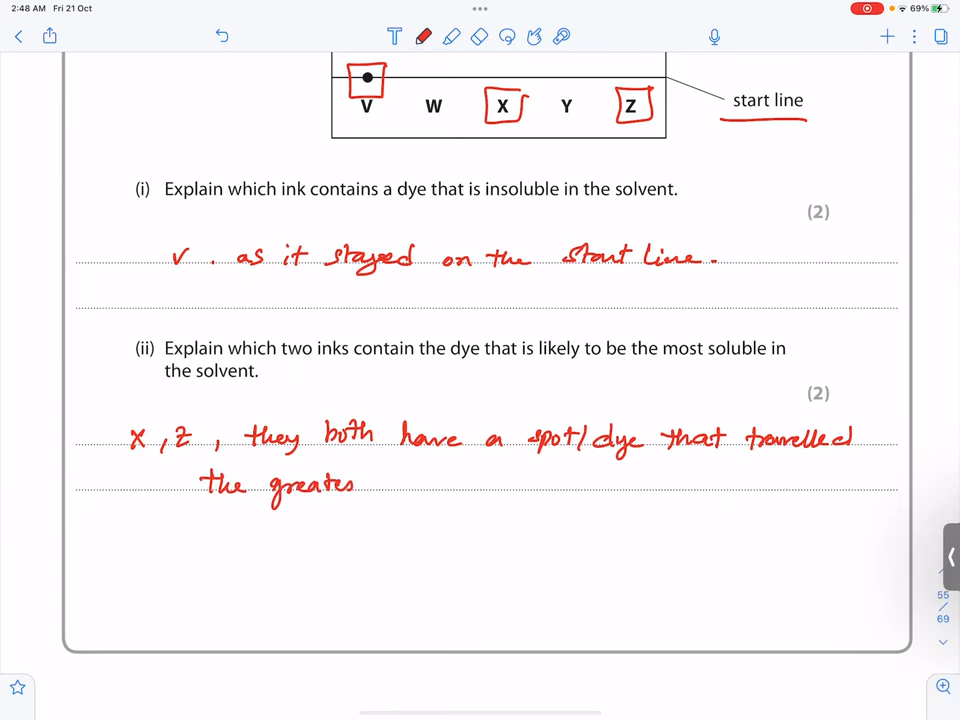 2:48 AM Fri 21 Oct
69%
V W X Y Z
start line
(i) Explain which ink contains a dye that is insoluble in the solvent.
(2)
V. as it stayed on the start line.
(ii) Explain which two inks contain the dye that is likely to be the most soluble in
the solvent.
(2)
X, Z, they both have a spot/dye that travelled
the greates
55
/
69